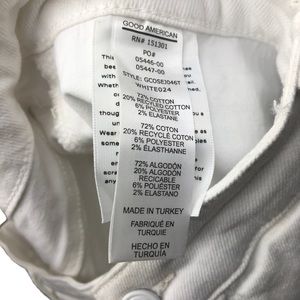 GOOD AMERICAN
RN# 151301
PO#
05446-00
05447-00
STYLE: GCOSE3046T
WHITE024
72% COTTON
20% RECYCLED COTTON
6% POLYESTER
2% ELASTANE
72% COTON
20% RECYCLE COTON
6% POLYESTER
2% ELASTHANNE
72% ALGODÓN
20% ALGODÓN
RECICABLE
6% POLIÉSTER
2% ELASTANO
MADE IN TURKEY
FABRIQUÉ EN
TURQUIE
HECHO EN
TURQUÍA